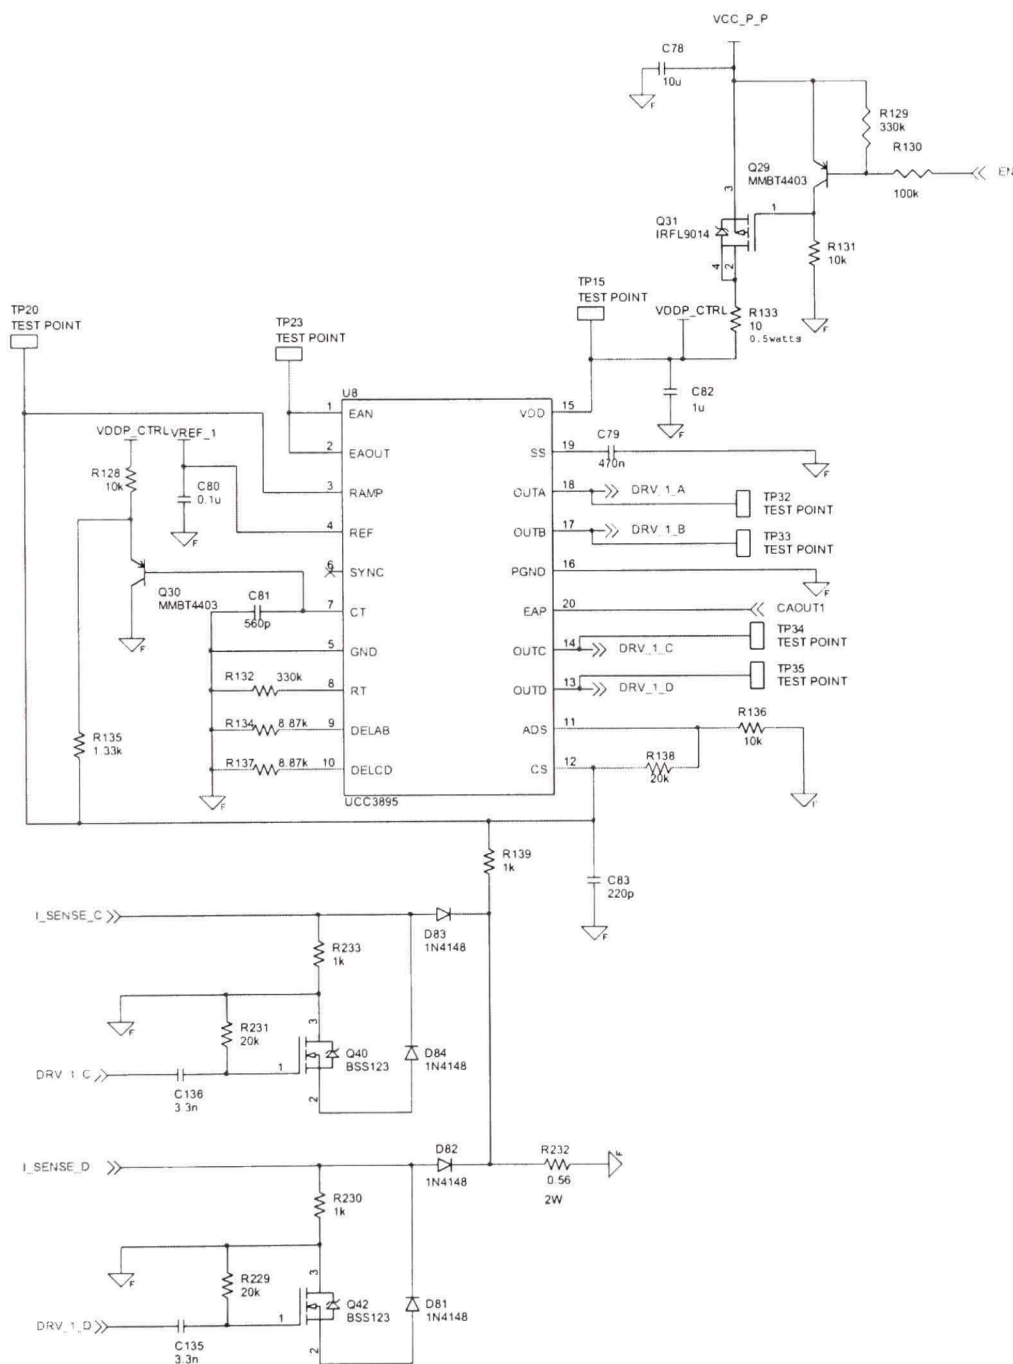 VCC_P_P
C78
10u
F
R129
330k
R130
EN
100k
Q29
MMBT4403
3
1
Q31
IRFL9014
4
2
R131
10k
F
TP20
TEST POINT
TP23
TEST POINT
TP15
TEST POINT
VDDP_CTRL
R133
10
0.5watts
C82
1u
F
U8
1
EAN
2
EAOUT
3
RAMP
4
REF
6
SYNC
7
CT
5
GND
8
RT
9
DELAB
10
DELCD
UCC3895
15
VDD
19
SS
18
OUTA
17
OUTB
16
PGND
20
EAP
14
OUTC
13
OUTD
11
ADS
12
CS
VDDP_CTRL
VREF_1
R128
10k
C80
0.1u
F
Q30
MMBT4403
F
C81
560p
R132
330k
R134
8.87k
R137
8.87k
F
R135
1.33k
C79
470n
F
DRV_1_A
TP32
TEST POINT
DRV_1_B
TP33
TEST POINT
F
CAOUT1
TP34
TEST POINT
DRV_1_C
TP35
TEST POINT
DRV_1_D
R136
10k
R138
20k
R139
1k
C83
220p
F
I_SENSE_C
D83
1N4148
R233
1k
F
R231
20k
3
Q40
BSS123
1
2
D84
1N4148
DRV_1_C
C136
3.3n
I_SENSE_D
D82
1N4148
R232
0.56
2W
F
R230
1k
F
R229
20k
3
Q42
BSS123
1
2
D81
1N4148
DRV_1_D
C135
3.3n